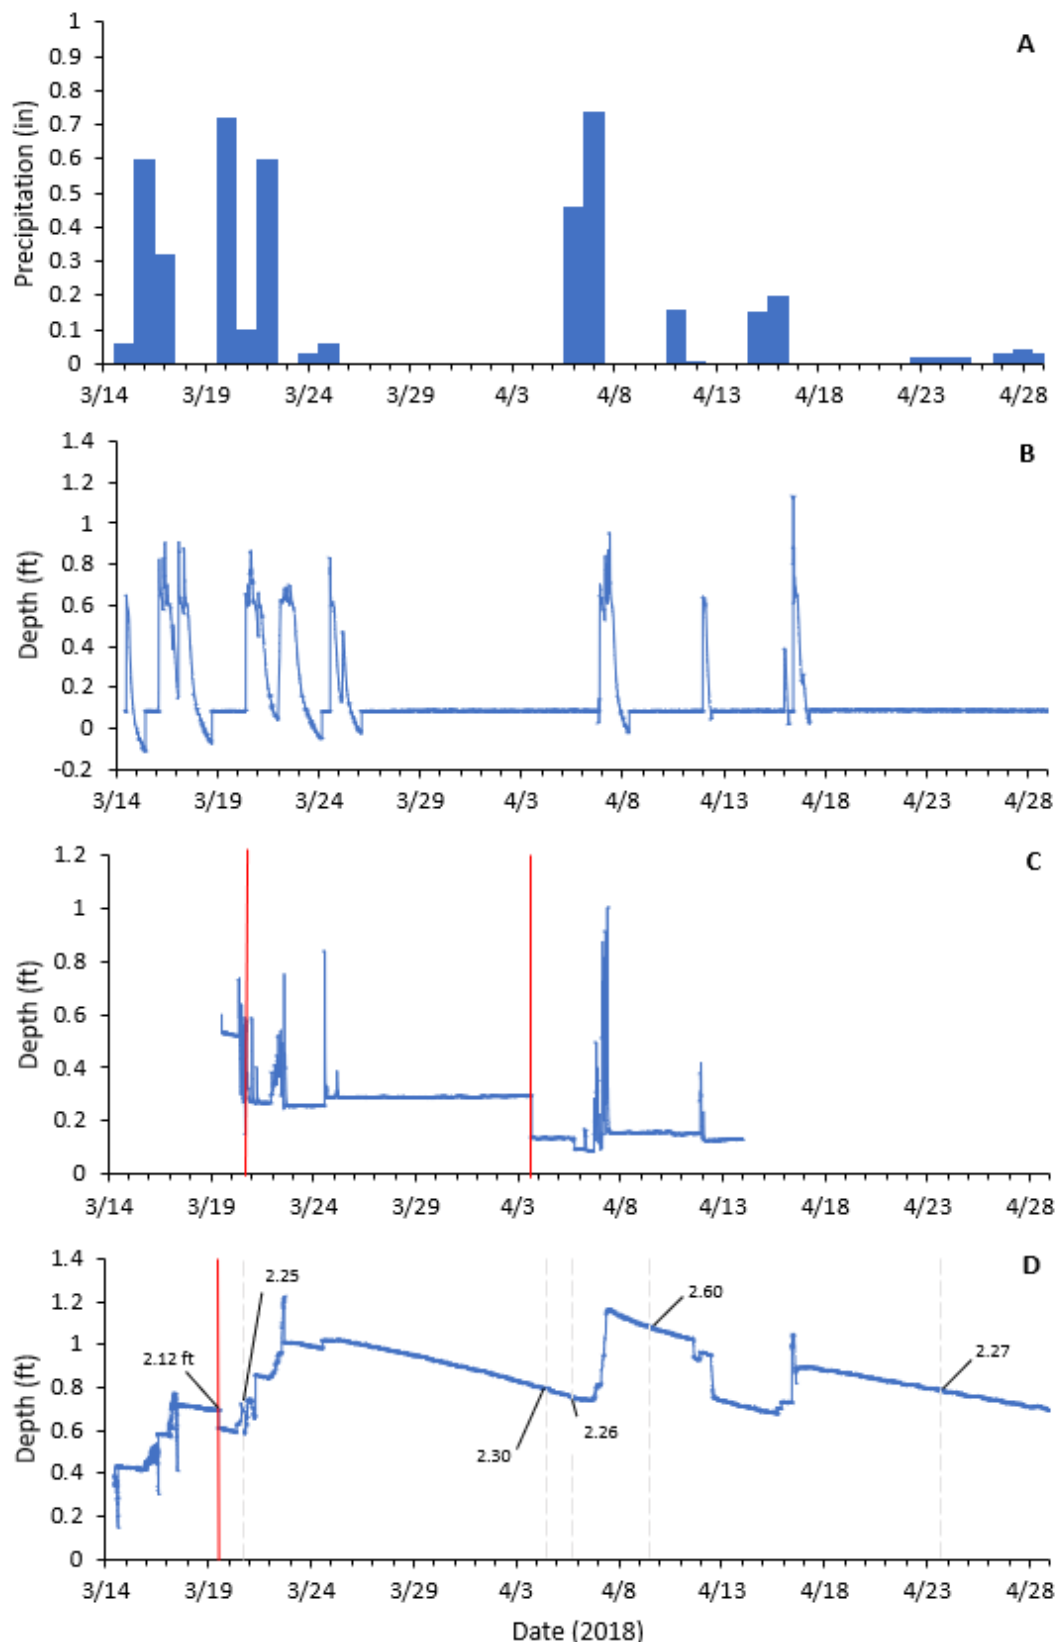 A
Precipitation (in)
1
0.9
0.8
0.7
0.6
0.5
0.4
0.3
0.2
0.1
0
3/14 3/19 3/24 3/29 4/3 4/8 4/13 4/18 4/23 4/28
B
Depth (ft)
1.4
1.2
1
0.8
0.6
0.4
0.2
0
-0.2
3/14 3/19 3/24 3/29 4/3 4/8 4/13 4/18 4/23 4/28
C
Depth (ft)
1.2
1
0.8
0.6
0.4
0.2
0
3/14 3/19 3/24 3/29 4/3 4/8 4/13 4/18 4/23 4/28
D
Depth (ft)
1.4
1.2
1
0.8
0.6
0.4
0.2
0
2.12 ft
2.25
2.30
2.26
2.60
2.27
3/14 3/19 3/24 3/29 4/3 4/8 4/13 4/18 4/23 4/28
Date (2018)